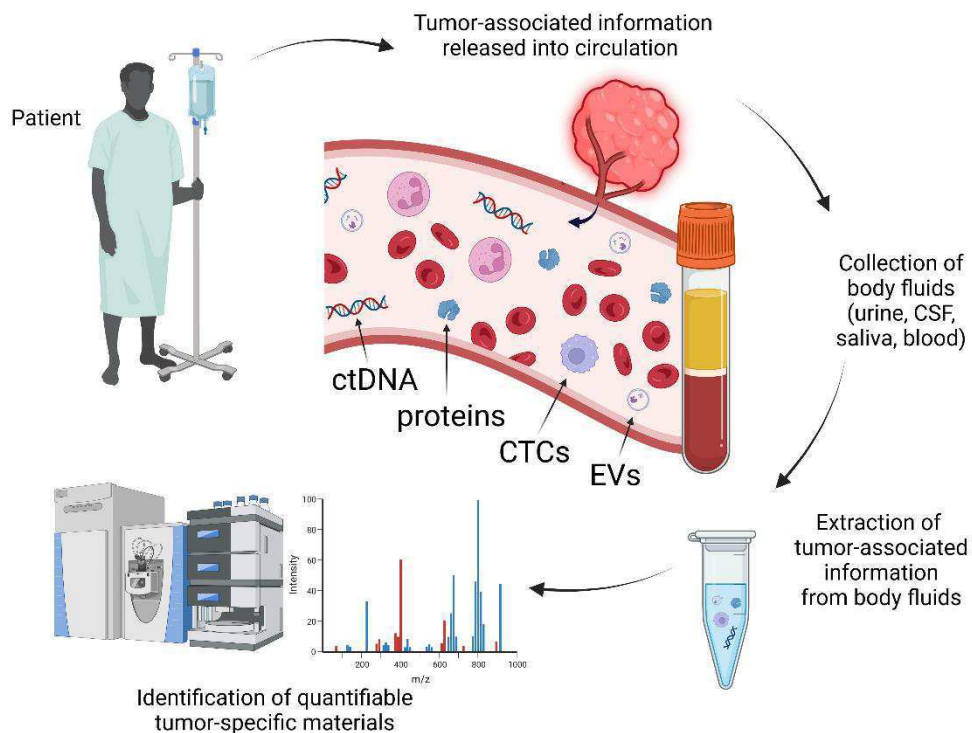 Tumor-associated information
released into circulation
Patient
Collection of
body fluids
(urine, CSF,
saliva, blood)
ctDNA
proteins
CTCs
EVs
Extraction of
tumor-associated
information
from body fluids
100
80
60
40
20
0
Intensity
200
400
600
800
1000
m/z
Identification of quantifiable
tumor-specific materials